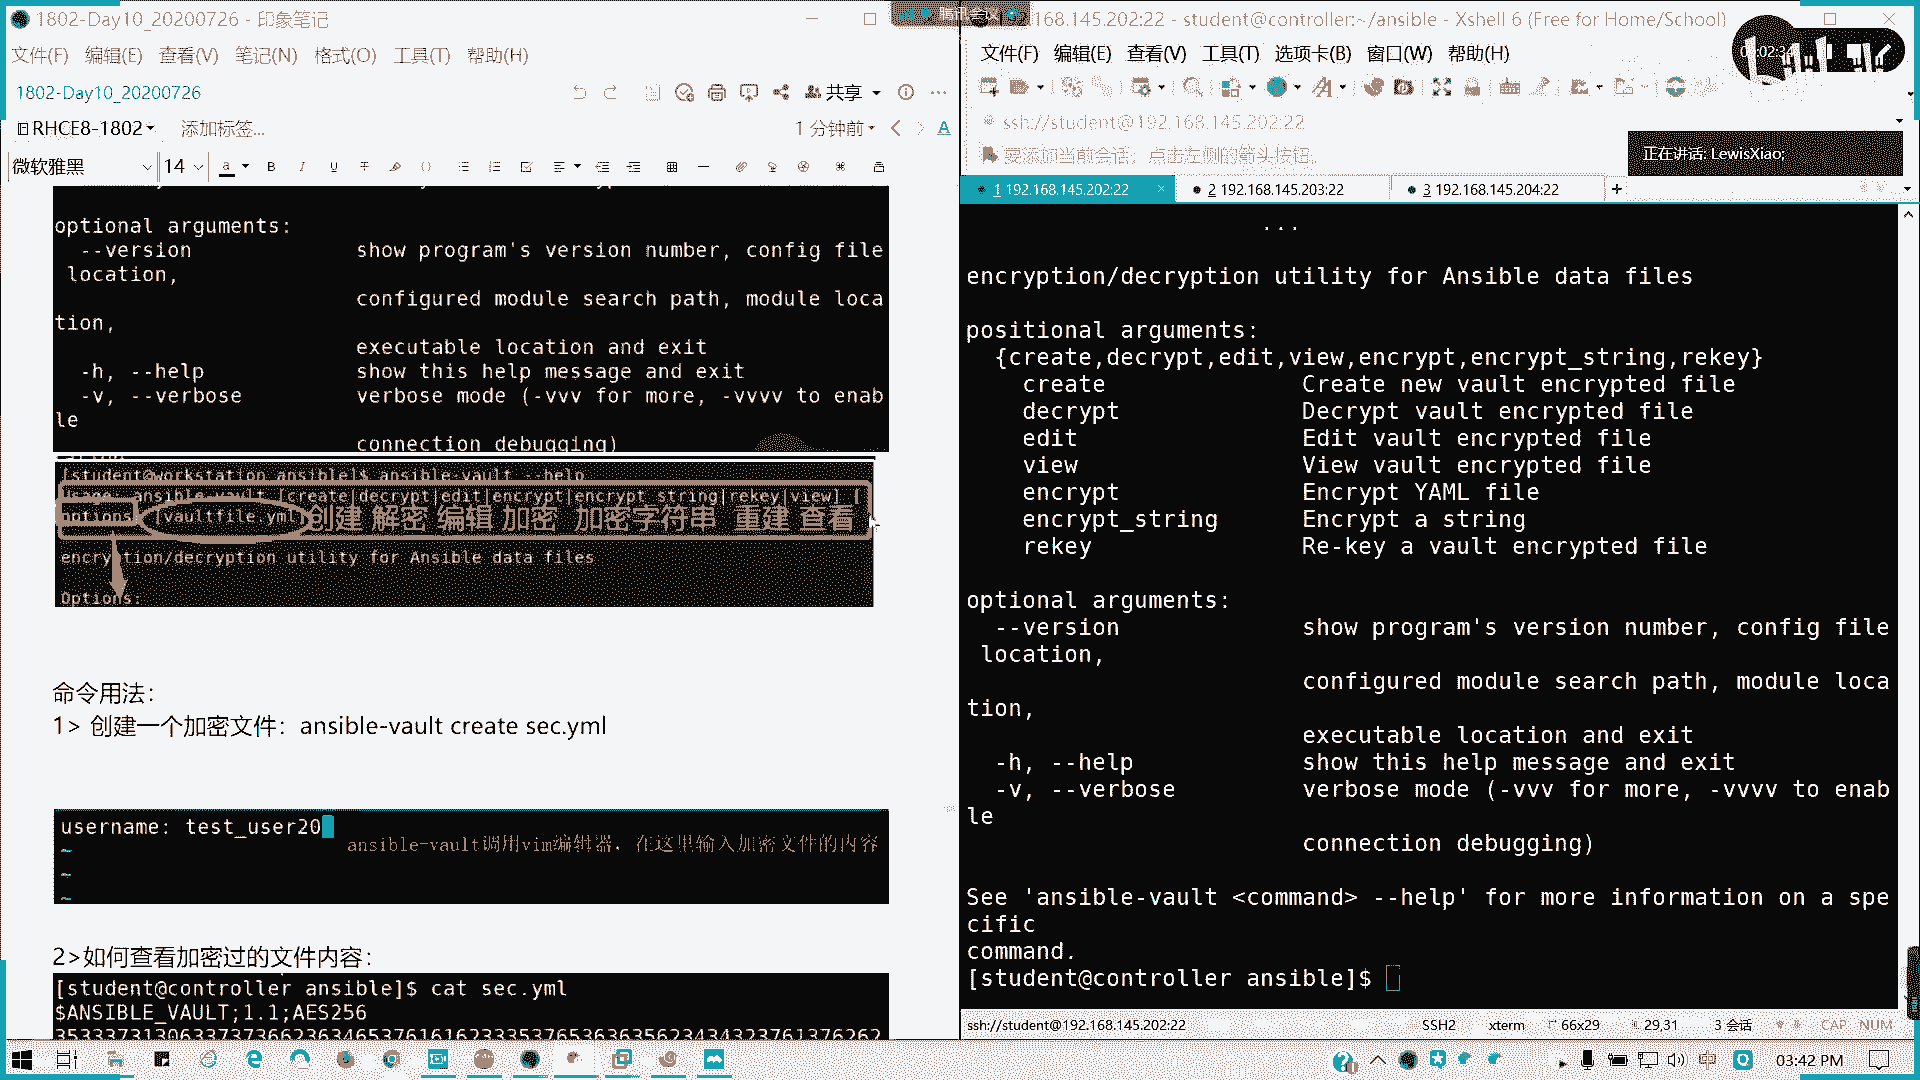 1802-Day10_20200726 - 印象笔记
文件(F) 编辑(E) 查看(V) 笔记(N) 格式(O) 工具(T) 帮助(H)
1802-Day10_20200726
共享
RHCE8-1802
添加标签...
1 分钟前
微软雅黑 14
optional arguments:
--version show program's version number, config file
location,
configured module search path, module loca
tion,
executable location and exit
-h, --help show this help message and exit
-v, --verbose verbose mode (-vvv for more, -vvvv to enab
le
connection debugging)
[student@workstation ansible]$ ansible-vault --help
Usage: ansible-vault [create|decrypt|edit|encrypt|encrypt_string|rekey|view] [
options] [vaultfile.yml]
创建 解密 编辑 加密 加密字符串 重建 查看
encryption/decryption utility for Ansible data files
Options:
命令用法：
1> 创建一个加密文件：ansible-vault create sec.yml
username: test_user20
~
ansible-vault调用vim编辑器，在这里输入加密文件的内容
~
~
2>如何查看加密过的文件内容：
[student@controller ansible]$ cat sec.yml
$ANSIBLE_VAULT;1.1;AES256
腾讯会议
168.145.202:22 - student@controller:~/ansible - Xshell 6 (Free for Home/School)
文件(F) 编辑(E) 查看(V) 工具(T) 选项卡(B) 窗口(W) 帮助(H)
ssh://student@192.168.145.202:22
要添加当前会话，点击左侧的箭头按钮。
正在讲话: LewisXiao;
1 192.168.145.202:22
2 192.168.145.203:22
3 192.168.145.204:22
...
encryption/decryption utility for Ansible data files
positional arguments:
{create,decrypt,edit,view,encrypt,encrypt_string,rekey}
create Create new vault encrypted file
decrypt Decrypt vault encrypted file
edit Edit vault encrypted file
view View vault encrypted file
encrypt Encrypt YAML file
encrypt_string Encrypt a string
rekey Re-key a vault encrypted file
optional arguments:
--version show program's version number, config file
location,
configured module search path, module loca
tion,
executable location and exit
-h, --help show this help message and exit
-v, --verbose verbose mode (-vvv for more, -vvvv to enab
le
connection debugging)
See 'ansible-vault <command> --help' for more information on a spe
cific
command.
[student@controller ansible]$
ssh://student@192.168.145.202:22 SSH2 xterm 66x29 29,31 3 会话 CAP NUM
中
03:42 PM